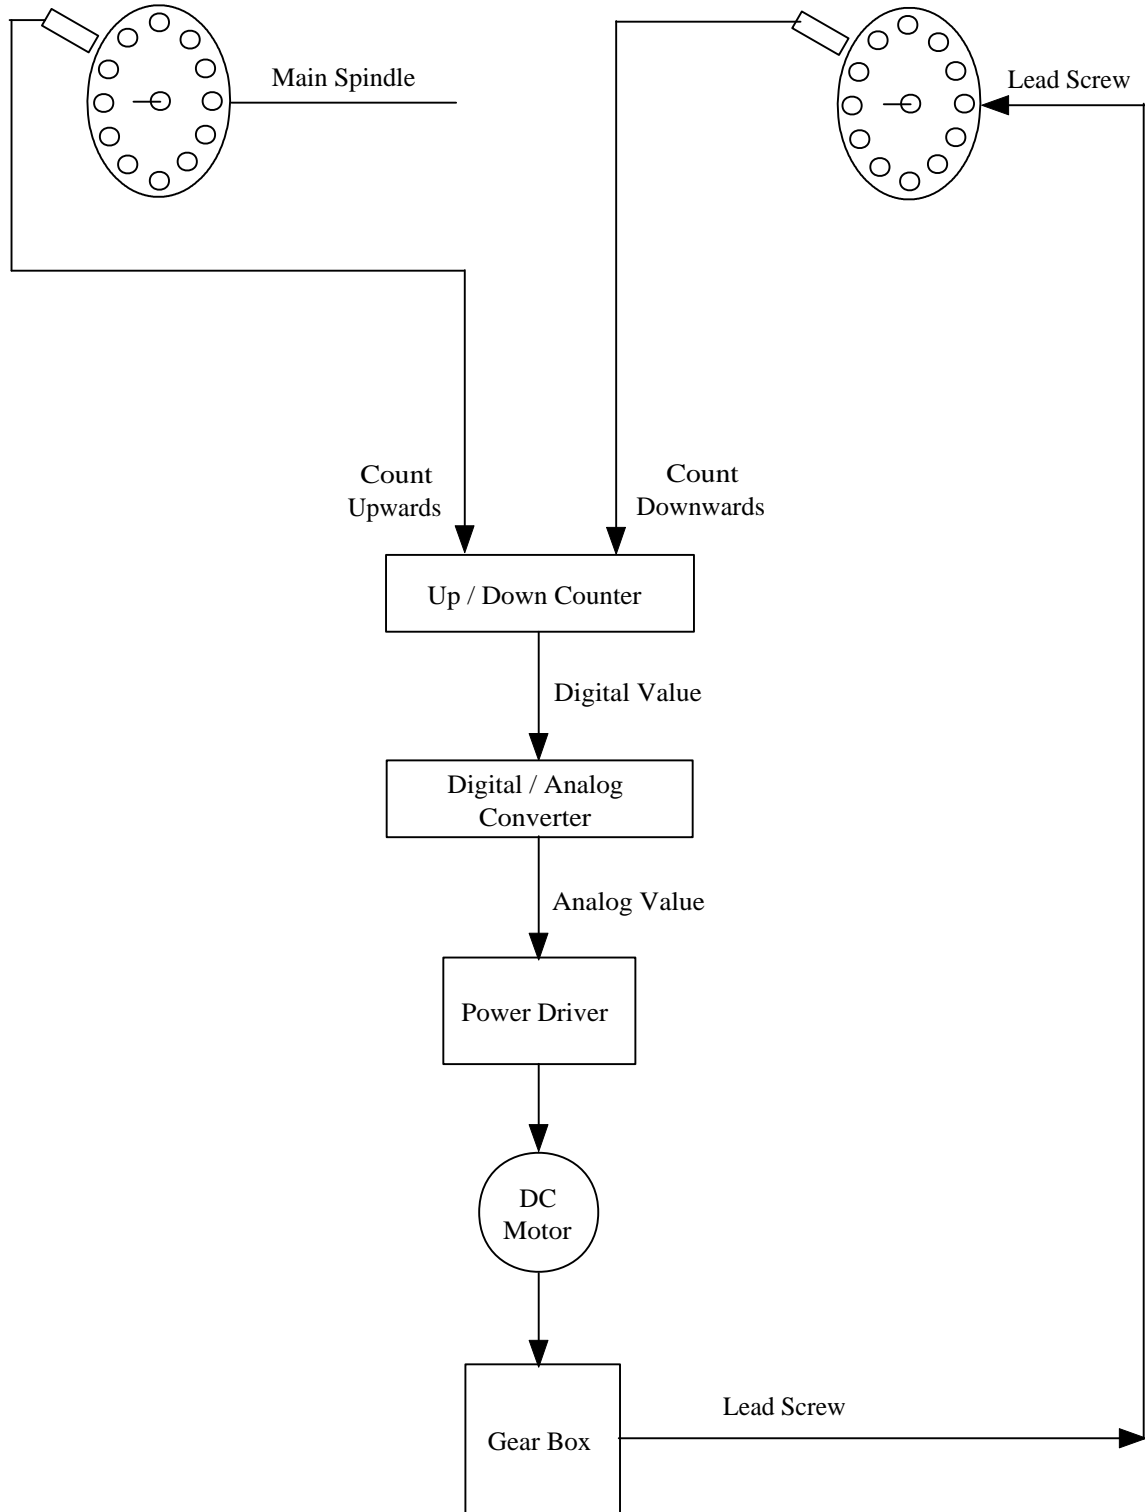 Main Spindle
Lead Screw
Count
Upwards
Count
Downwards
Up / Down Counter
Digital Value
Digital / Analog
Converter
Analog Value
Power Driver
DC
Motor
Lead Screw
Gear Box